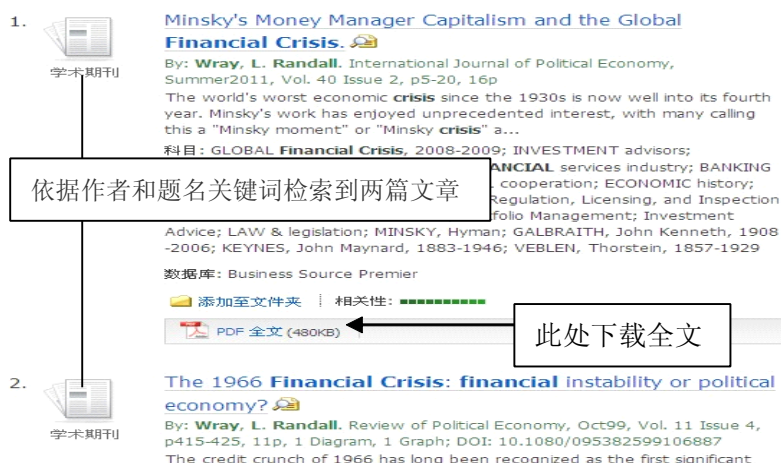 1.
Minsky's Money Manager Capitalism and the Global
Financial Crisis.
学术期刊
By: Wray, L. Randall. International Journal of Political Economy,
Summer2011, Vol. 40 Issue 2, p5-20, 16p
The world's worst economic crisis since the 1930s is now well into its fourth
year. Minsky's work has enjoyed unprecedented interest, with many calling
this a "Minsky moment" or "Minsky crisis" a...
科目: GLOBAL Financial Crisis, 2008-2009; INVESTMENT advisors;
ANCIAL services industry; BANKING
cooperation; ECONOMIC history;
Regulation, Licensing, and Inspection
folio Management; Investment
依据作者和题名关键词检索到两篇文章
Advice; LAW & legislation; MINSKY, Hyman; GALBRAITH, John Kenneth, 1908
-2006; KEYNES, John Maynard, 1883-1946; VEBLEN, Thorstein, 1857-1929
数据库: Business Source Premier
添加至文件夹 相关性:
PDF 全文 (480KB)
此处下载全文
2.
The 1966 Financial Crisis: financial instability or political
economy?
学术期刊
By: Wray, L. Randall. Review of Political Economy, Oct99, Vol. 11 Issue 4,
p415-425, 11p, 1 Diagram, 1 Graph; DOI: 10.1080/095382599106887
The credit crunch of 1966 has long been recognized as the first significant